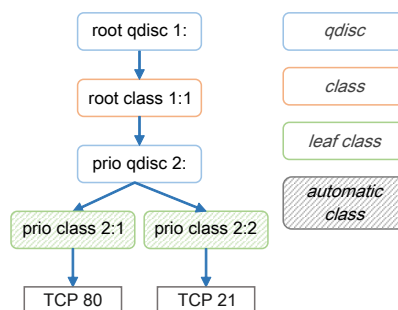 root qdisc 1:
qdisc
root class 1:1
class
prio qdisc 2:
leaf class
prio class 2:1
prio class 2:2
automatic
class
TCP 80
TCP 21